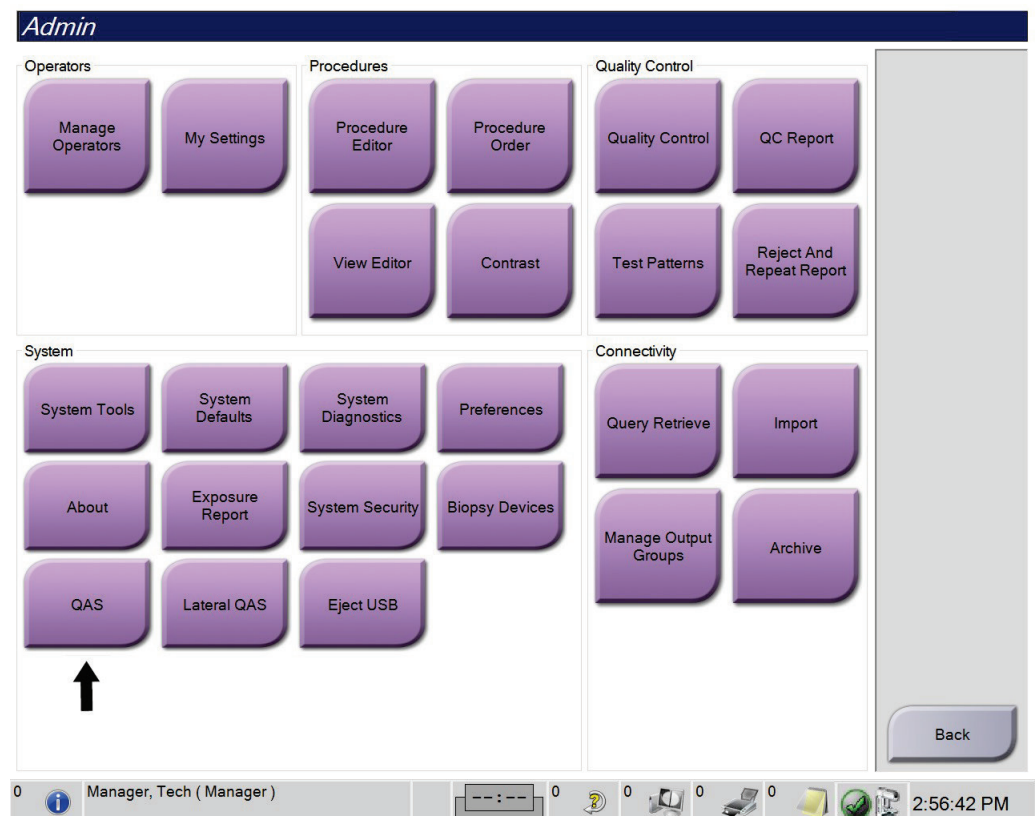 Admin
Operators
Manage
Operators
My Settings
Procedures
Procedure
Editor
Procedure
Order
View Editor
Contrast
Quality Control
Quality Control
QC Report
Test Patterns
Reject And
Repeat Report
System
System Tools
System
Defaults
System
Diagnostics
Preferences
About
Exposure
Report
System Security
Biopsy Devices
QAS
Lateral QAS
Eject USB
Connectivity
Query Retrieve
Import
Manage Output
Groups
Archive
Back
0
Manager, Tech ( Manager )
--:--
0
0
0
0
2:56:42 PM